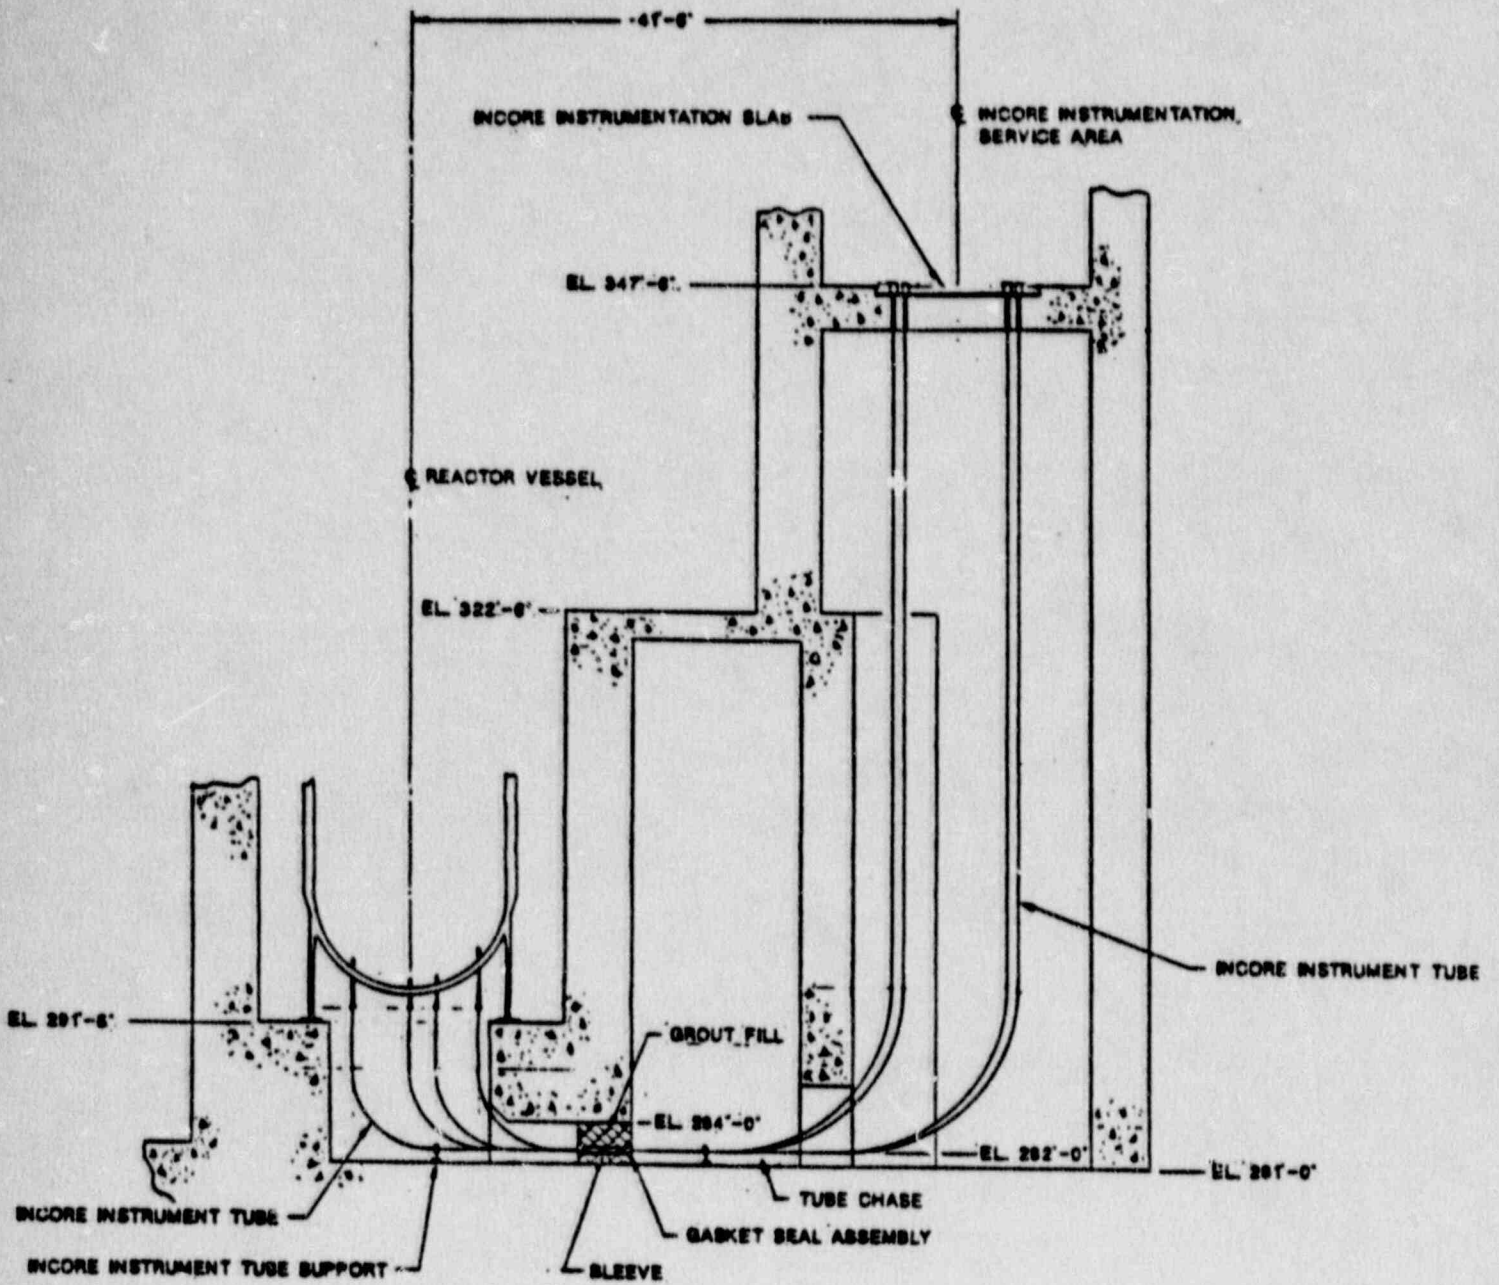 41'-6"
INCORE INSTRUMENTATION SLAB
℄ INCORE INSTRUMENTATION
SERVICE AREA
EL. 347'-6"
℄ REACTOR VESSEL
EL. 322'-6"
INCORE INSTRUMENT TUBE
EL. 291'-6"
GROUT FILL
EL. 284'-0"
EL. 282'-0"
EL. 281'-0"
TUBE CHASE
INCORE INSTRUMENT TUBE
GASKET SEAL ASSEMBLY
INCORE INSTRUMENT TUBE SUPPORT
SLEEVE